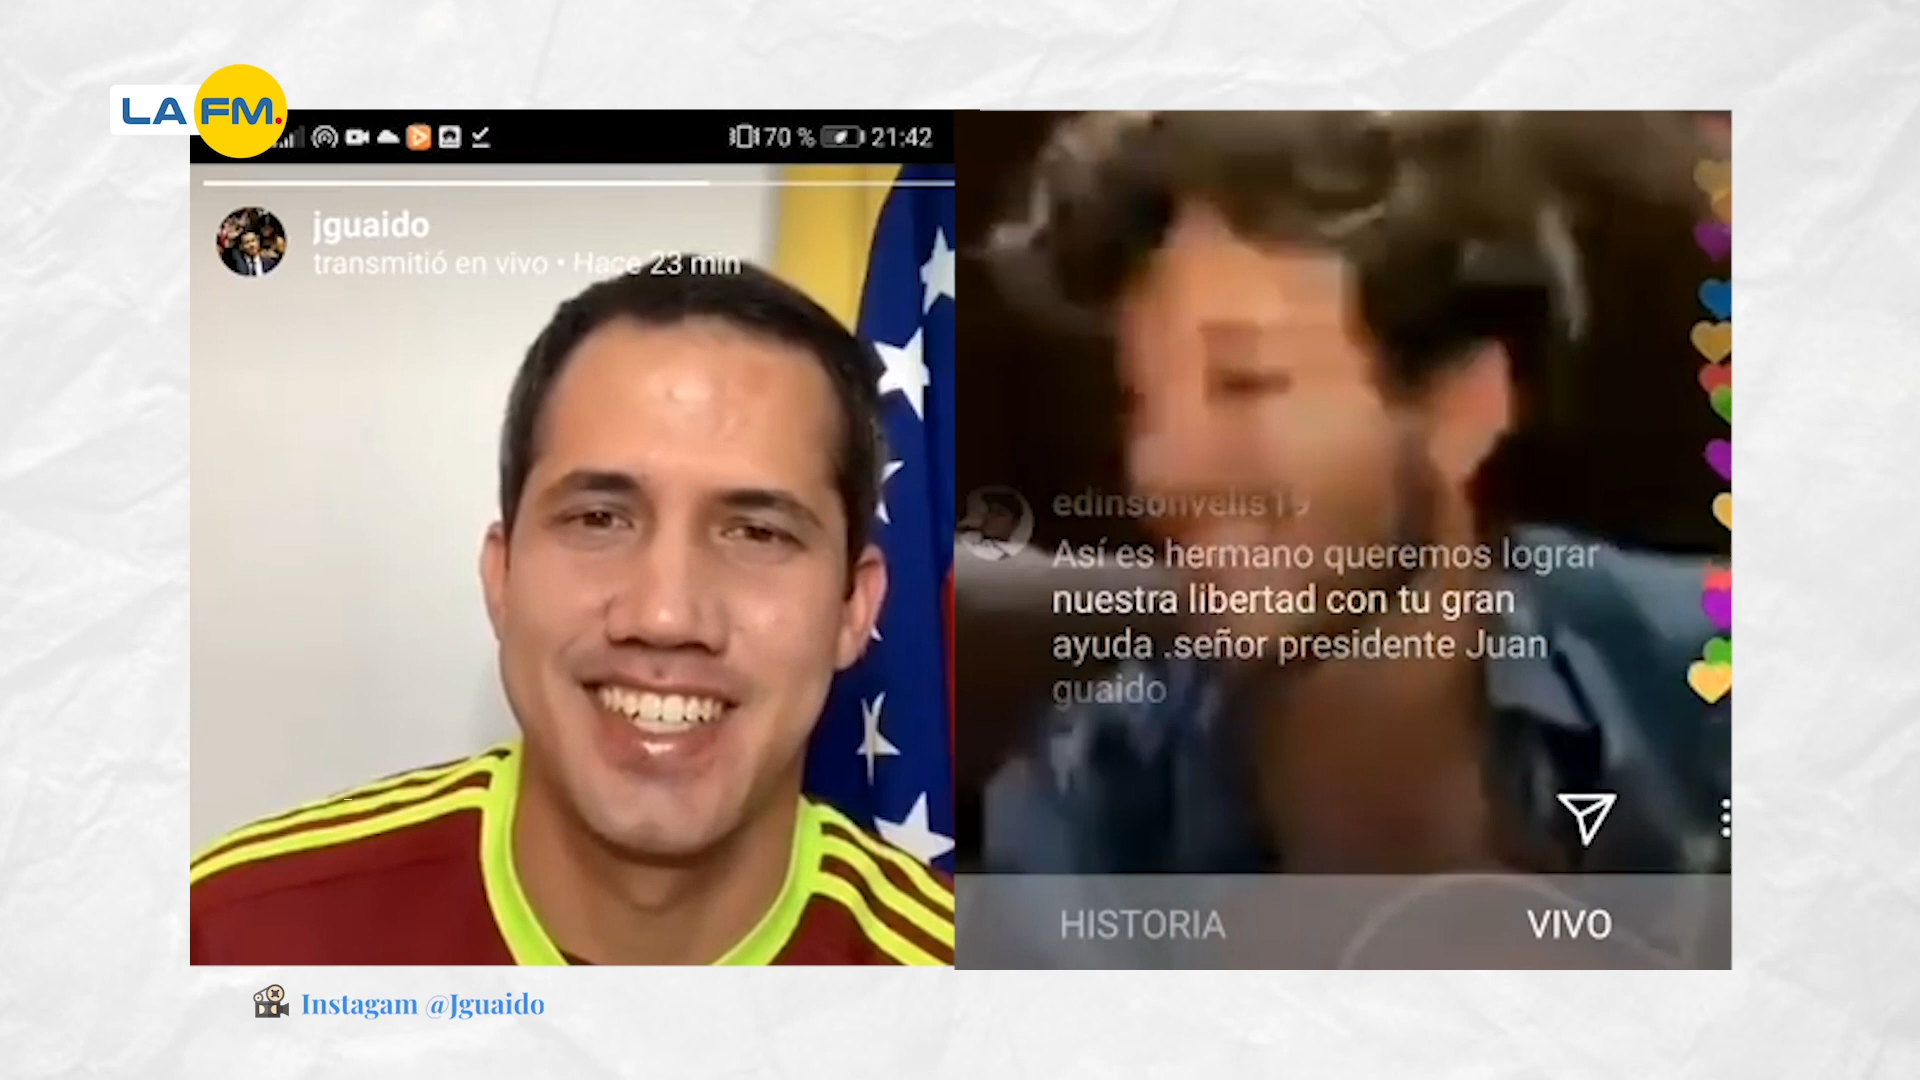 LA FM.
70 % 21:42
jguaido
transmitió en vivo • Hace 23 min
edinsonvelis19
Así es hermano queremos lograr
nuestra libertad con tu gran
ayuda .señor presidente Juan
guaido
HISTORIA VIVO
Instagam @Jguaido